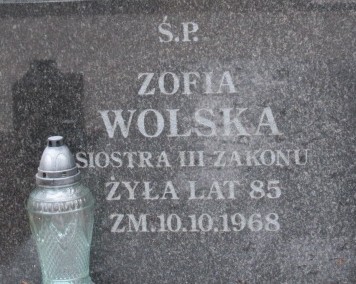 Ś.P.
ZOFIA
WOLSKA
SIOSTRA III ZAKONU
ŻYŁA LAT 85
ZM.10.10.1968